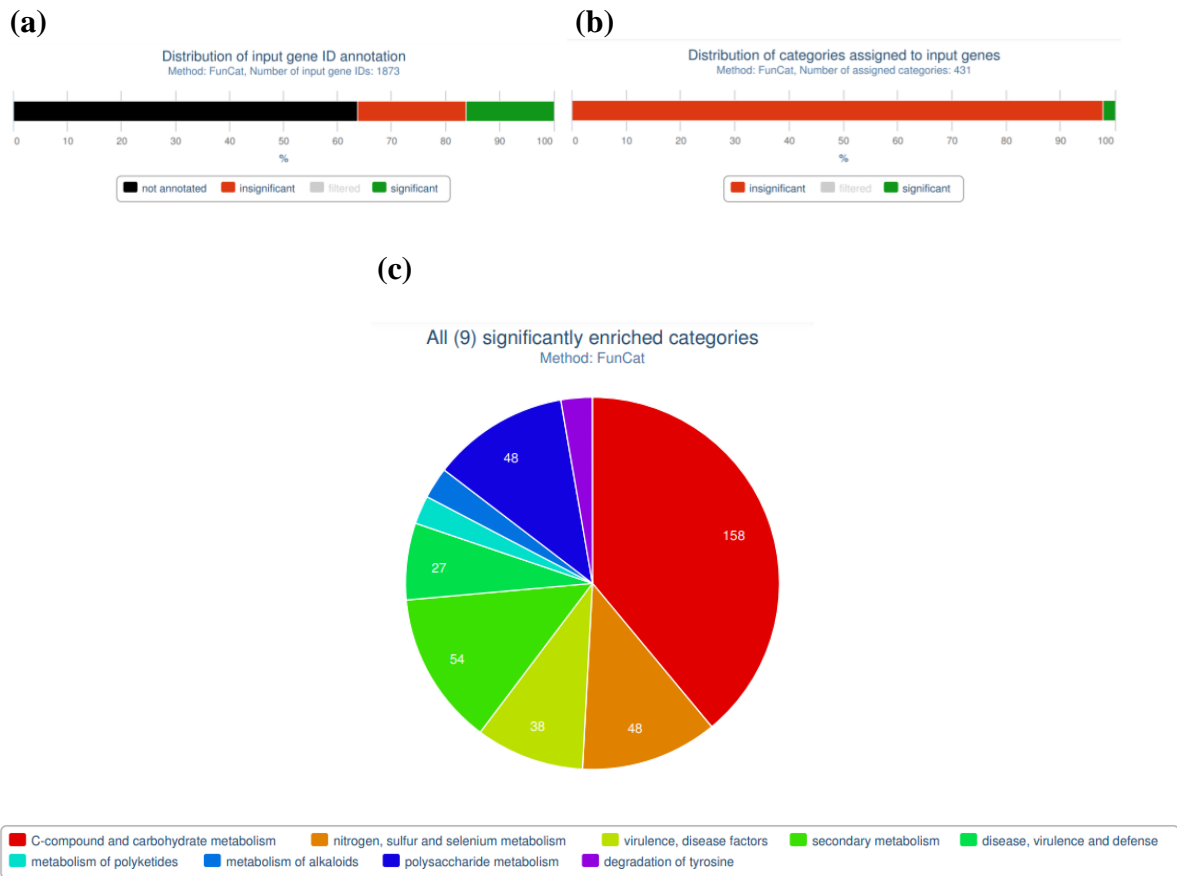 (a)
Distribution of input gene ID annotation
Method: FunCat, Number of input gene IDs: 1873
0 10 20 30 40 50 60 70 80 90 100
%
not annotated insignificant filtered significant
(b)
Distribution of categories assigned to input genes
Method: FunCat, Number of assigned categories: 431
0 10 20 30 40 50 60 70 80 90 100
%
insignificant filtered significant
(c)
All (9) significantly enriched categories
Method: FunCat
48
158
27
54
38
48
C-compound and carbohydrate metabolism nitrogen, sulfur and selenium metabolism virulence, disease factors secondary metabolism disease, virulence and defense
metabolism of polyketides metabolism of alkaloids polysaccharide metabolism degradation of tyrosine